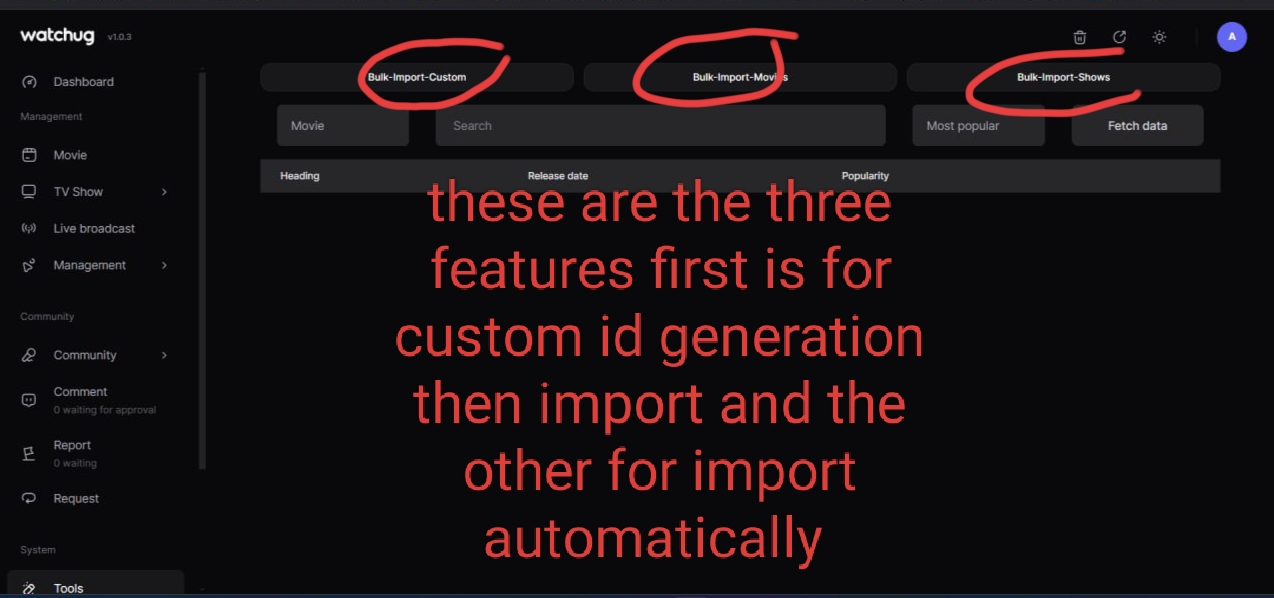 watchug v1.0.3
A
Dashboard
Management
Movie
TV Show
Live broadcast
Management
Community
Community
Comment
0 waiting for approval
Report
0 waiting
Request
System
Tools
Bulk-Import-Custom
Bulk-Import-Movies
Bulk-Import-Shows
Movie
Search
Most popular
Fetch data
Heading
Release date
Popularity
these are the three
features first is for
custom id generation
then import and the
other for import
automatically